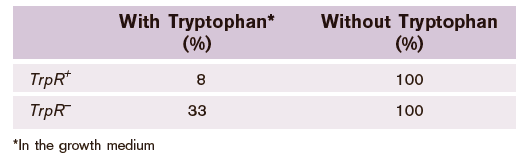 With Tryptophan* Without Tryptophan
(%) (%)
TrpR+ 8 100
TrpR− 33 100
*In the growth medium